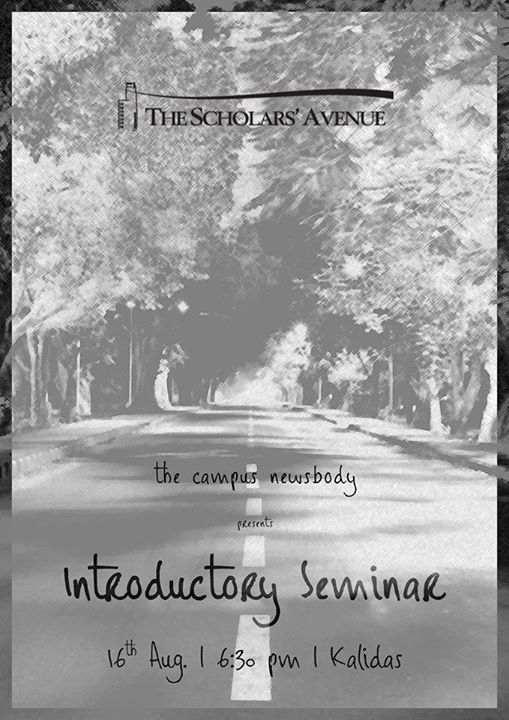 THE SCHOLARS' AVENUE
the campus newsbody
presents
Introductory Seminar
16th Aug. | 6:30 pm | Kalidas